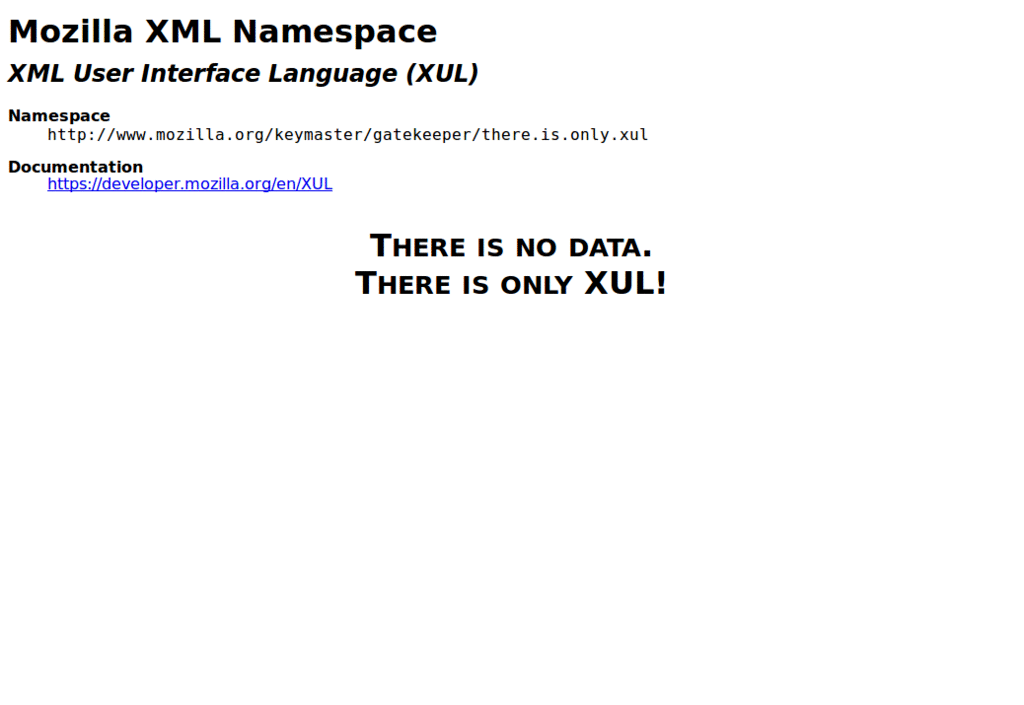 Mozilla XML Namespace
XML User Interface Language (XUL)
Namespace
http://www.mozilla.org/keymaster/gatekeeper/there.is.only.xul
Documentation
https://developer.mozilla.org/en/XUL
There is no data.
There is only XUL!